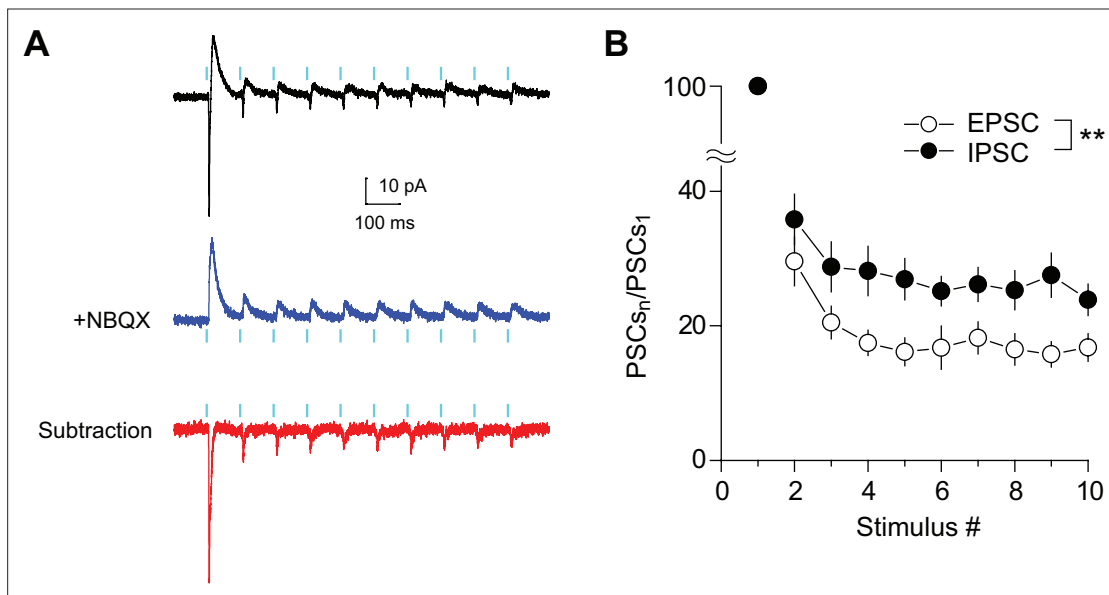 A
10 pA
100 ms
+NBQX
Subtraction
B
100
40
20
0
PSCsn/PSCs1
EPSC
IPSC
**
0 2 4 6 8 10
Stimulus #